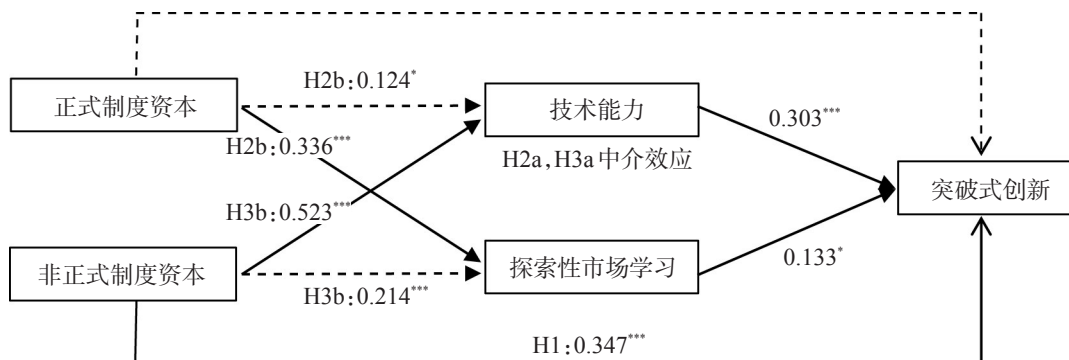 正式制度资本
H2b：0.124*
技术能力
0.303***
H2b：0.336***
H2a，H3a中介效应
突破式创新
H3b：0.523***
非正式制度资本
探索性市场学习
0.133*
H3b：0.214***
H1：0.347***